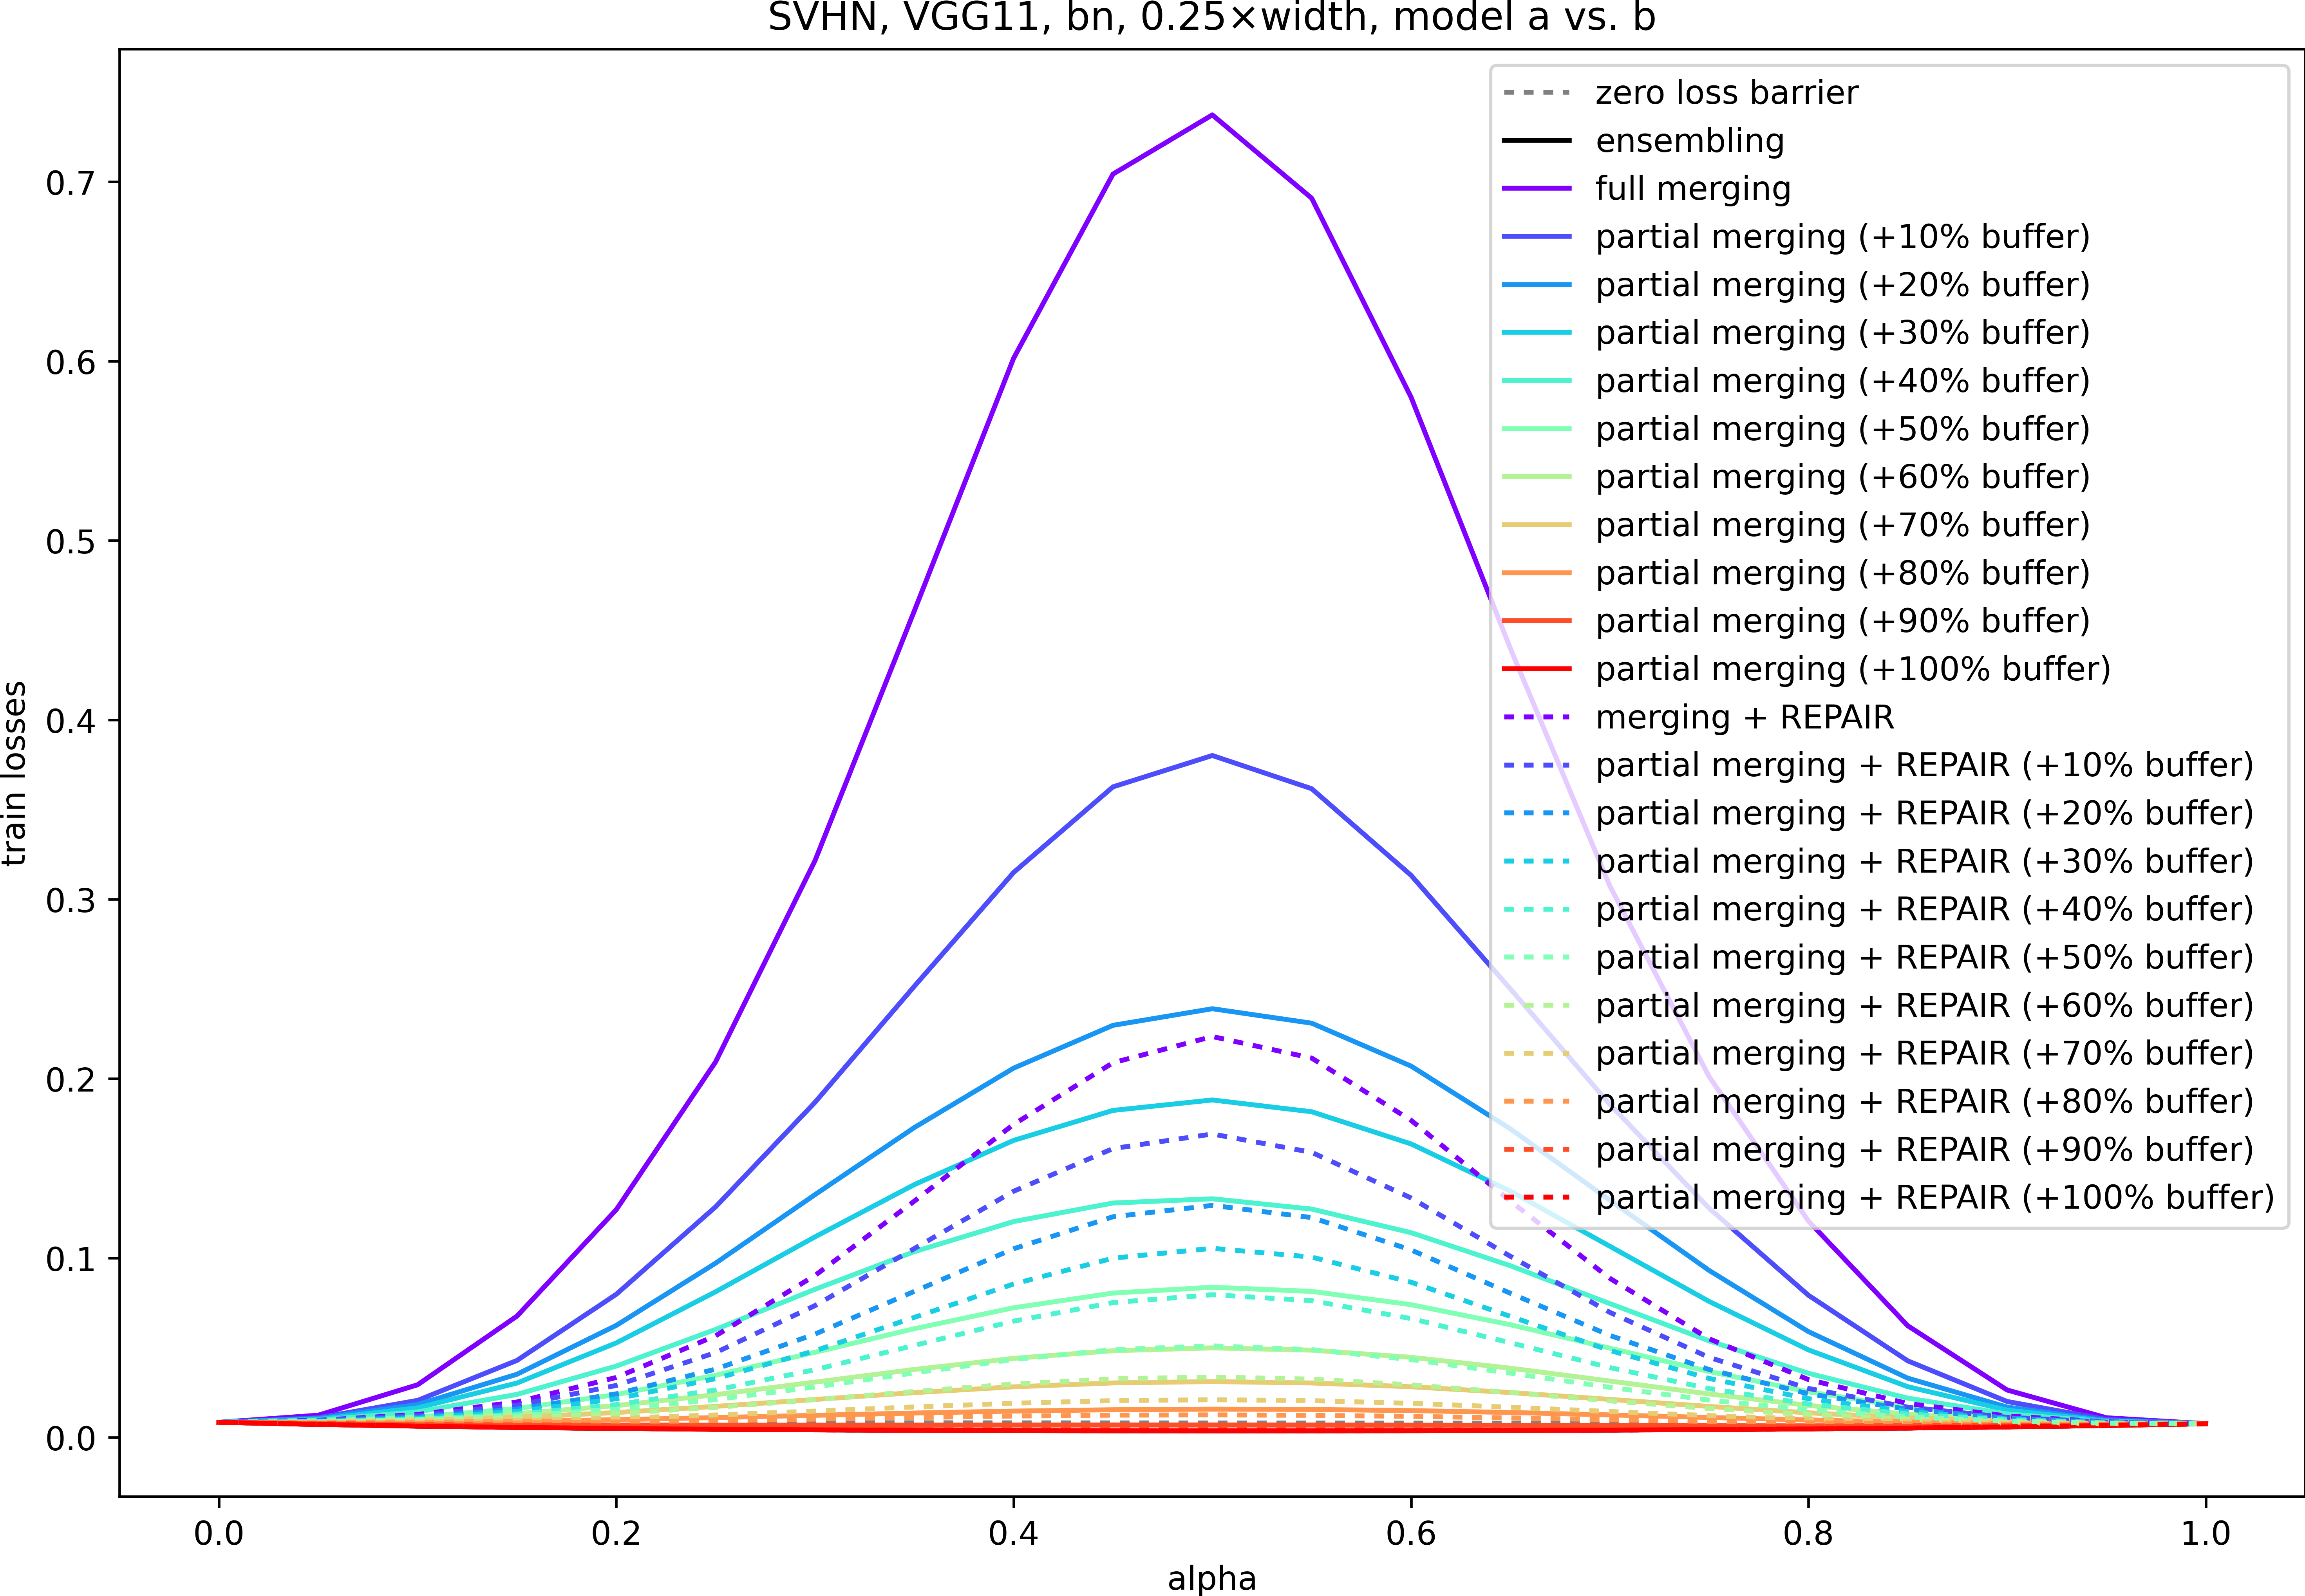 SVHN, VGG11, bn, 0.25×width, model a vs. b
zero loss barrier
ensembling
full merging
partial merging (+10% buffer)
partial merging (+20% buffer)
partial merging (+30% buffer)
partial merging (+40% buffer)
partial merging (+50% buffer)
partial merging (+60% buffer)
partial merging (+70% buffer)
partial merging (+80% buffer)
partial merging (+90% buffer)
partial merging (+100% buffer)
merging + REPAIR
partial merging + REPAIR (+10% buffer)
partial merging + REPAIR (+20% buffer)
partial merging + REPAIR (+30% buffer)
partial merging + REPAIR (+40% buffer)
partial merging + REPAIR (+50% buffer)
partial merging + REPAIR (+60% buffer)
partial merging + REPAIR (+70% buffer)
partial merging + REPAIR (+80% buffer)
partial merging + REPAIR (+90% buffer)
partial merging + REPAIR (+100% buffer)
train losses
0.7
0.6
0.5
0.4
0.3
0.2
0.1
0.0
0.0 0.2 0.4 0.6 0.8 1.0
alpha